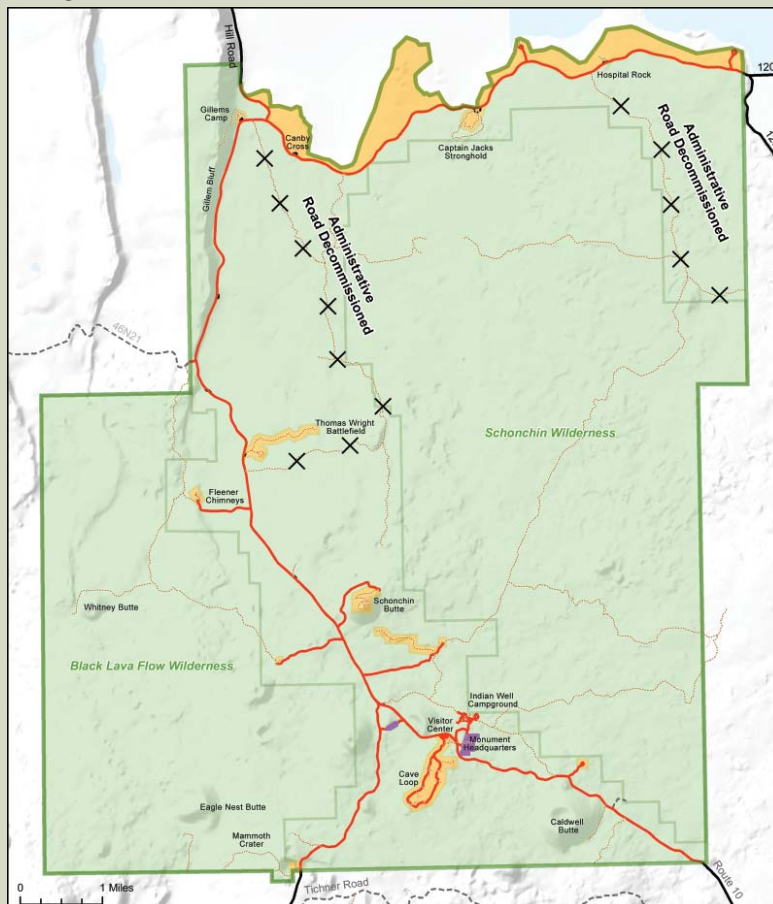 Hill Road
120
Hospital Rock
Gillems
Camp
Canby
Cross
Captain Jacks
Stronghold
Administrative
Road Decommissioned
Administrative
Road Decommissioned
Gillem Bluff
46N21
Thomas Wright
Battlefield
Schonchin Wilderness
Fleener
Chimneys
Whitney Butte
Schonchin
Butte
Black Lava Flow Wilderness
Indian Well
Campground
Visitor
Center
Monument
Headquarters
Cave
Loop
Eagle Nest Butte
Caldwell
Butte
Mammoth
Crater
0 1 Miles
Tichner Road
Route 10